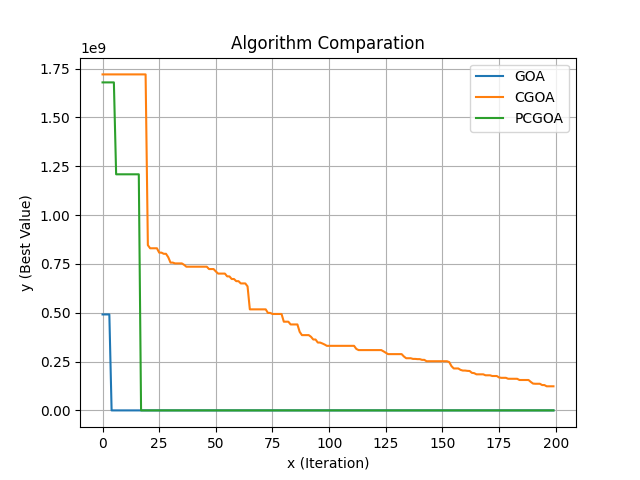 Algorithm Comparation
1e9
GOA
CGOA
PCGOA
y (Best Value)
1.75
1.50
1.25
1.00
0.75
0.50
0.25
0.00
0 25 50 75 100 125 150 175 200
x (Iteration)